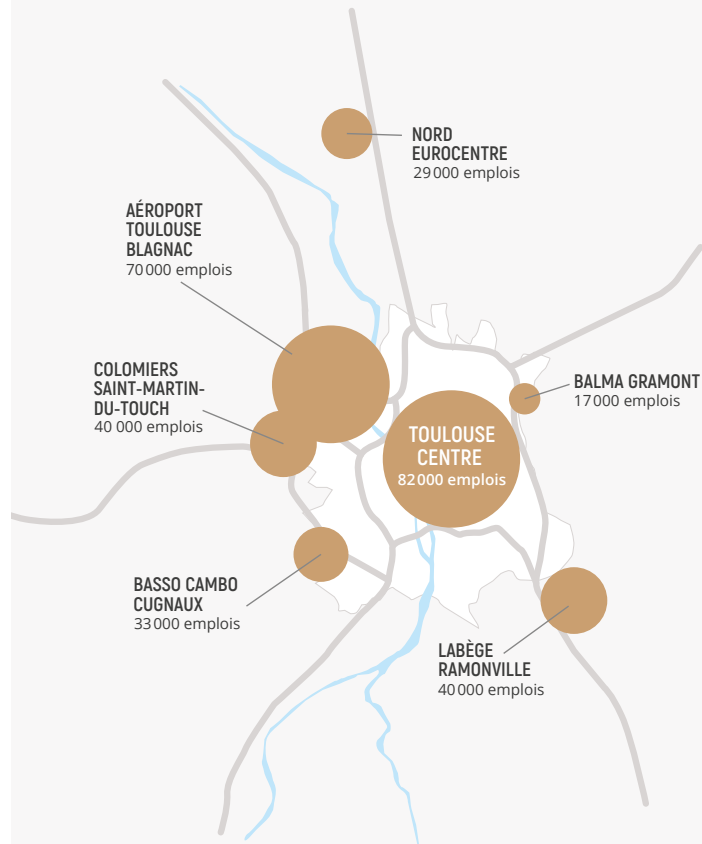 NORD
EUROCENTRE
29 000 emplois
AÉROPORT
TOULOUSE
BLAGNAC
70 000 emplois
COLOMIERS
SAINT-MARTIN-
DU-TOUCH
40 000 emplois
BALMA GRAMONT
17 000 emplois
TOULOUSE
CENTRE
82 000 emplois
BASSO CAMBO
CUGNAUX
33 000 emplois
LABÈGE
RAMONVILLE
40 000 emplois